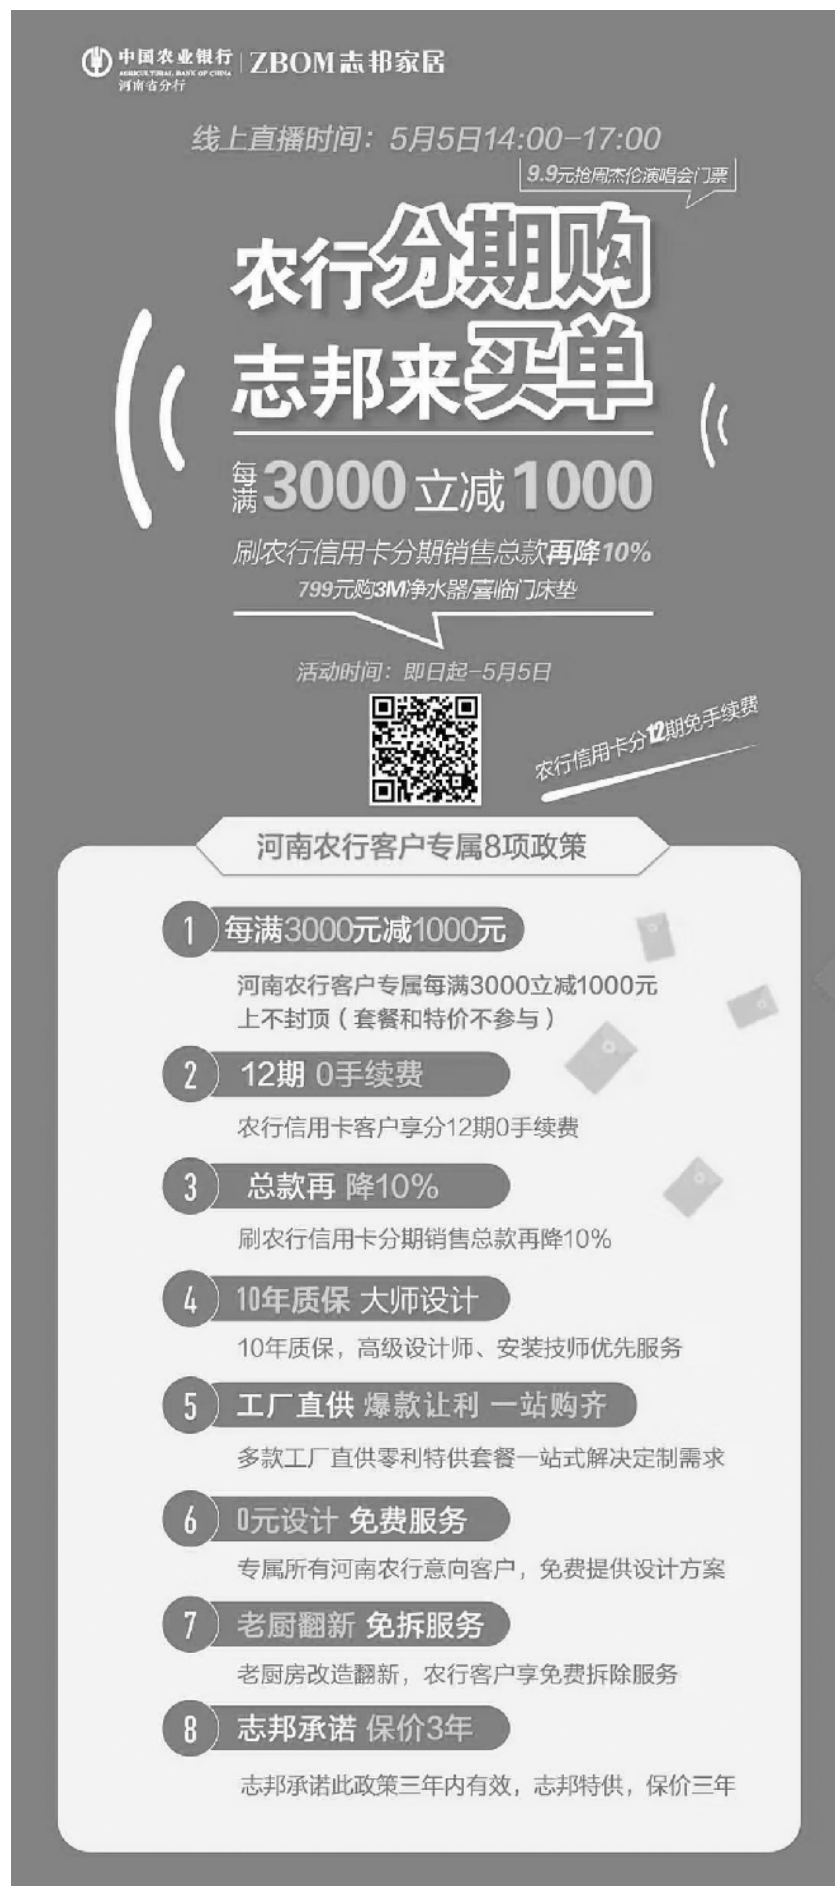 中国农业银行
AGRICULTURAL BANK OF CHINA
河南省分行
ZBOM志邦家居
线上直播时间：5月5日14:00-17:00
9.9元抢周杰伦演唱会门票
农行分期购
志邦来买单
每满3000立减1000
刷农行信用卡分期销售总款再降10%
799元购3M净水器/喜临门床垫
活动时间：即日起-5月5日
农行信用卡分12期免手续费
河南农行客户专属8项政策
1 每满3000元减1000元
河南农行客户专属每满3000立减1000元
上不封顶（套餐和特价不参与）
2 12期 0手续费
农行信用卡客户享分12期0手续费
3 总款再 降10%
刷农行信用卡分期销售总款再降10%
4 10年质保 大师设计
10年质保，高级设计师、安装技师优先服务
5 工厂直供 爆款让利 一站购齐
多款工厂直供零利特供套餐一站式解决定制需求
6 0元设计 免费服务
专属所有河南农行意向客户，免费提供设计方案
7 老厨翻新 免拆服务
老厨房改造翻新，农行客户享免费拆除服务
8 志邦承诺 保价3年
志邦承诺此政策三年内有效，志邦特供，保价三年